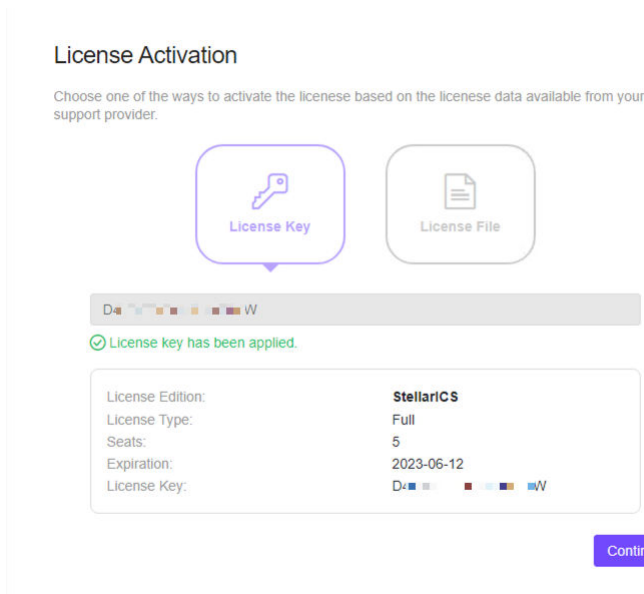 License Activation
Choose one of the ways to activate the licenese based on the licenese data available from your
support provider.
License Key
License File
License key has been applied.
License Edition: StellarICS
License Type: Full
Seats: 5
Expiration: 2023-06-12
License Key: